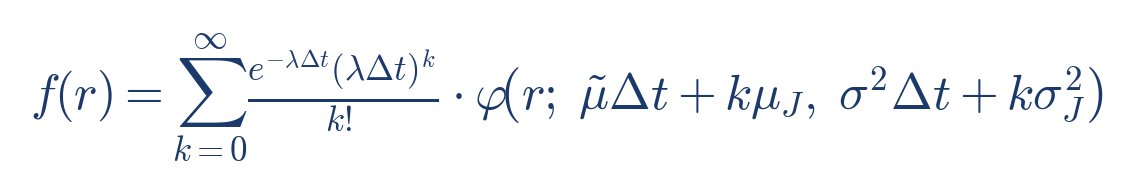 f(r) = \sum_{k=0}^{\infty} \frac{e^{-\lambda\Delta t}(\lambda\Delta t)^k}{k!} \cdot \varphi(r; \tilde{\mu}\Delta t + k\mu_J, \sigma^2\Delta t + k\sigma_J^2)